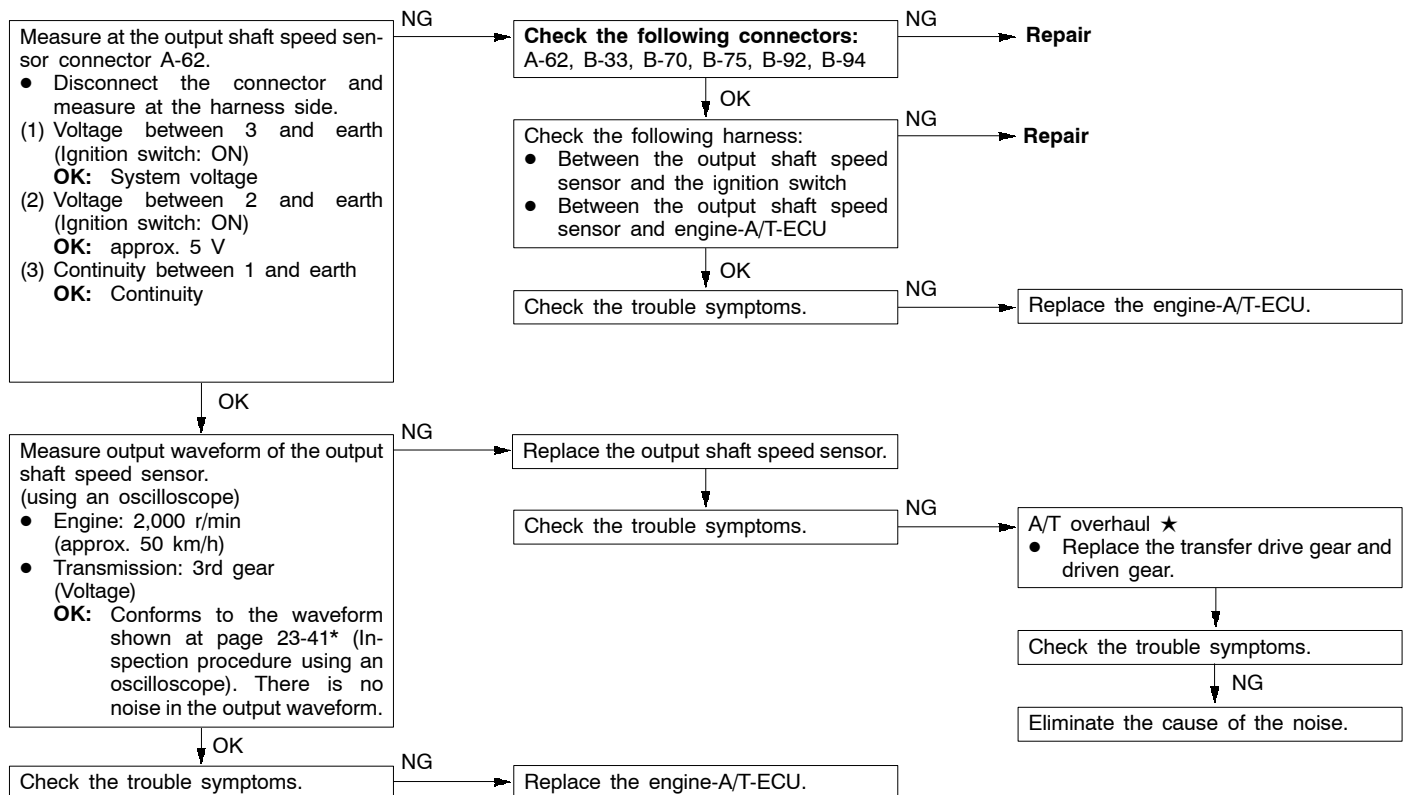 Measure at the output shaft speed sen-
sor connector A-62.
● Disconnect the connector and
measure at the harness side.
(1) Voltage between 3 and earth
(Ignition switch: ON)
OK: System voltage
(2) Voltage between 2 and earth
(Ignition switch: ON)
OK: approx. 5 V
(3) Continuity between 1 and earth
OK: Continuity
NG
Check the following connectors:
A-62, B-33, B-70, B-75, B-92, B-94
NG
Repair
OK
Check the following harness:
● Between the output shaft speed
sensor and the ignition switch
● Between the output shaft speed
sensor and engine-A/T-ECU
NG
Repair
OK
Check the trouble symptoms.
NG
Replace the engine-A/T-ECU.
OK
Measure output waveform of the output
shaft speed sensor.
(using an oscilloscope)
● Engine: 2,000 r/min
(approx. 50 km/h)
● Transmission: 3rd gear
(Voltage)
OK: Conforms to the waveform
shown at page 23-41* (In-
spection procedure using an
oscilloscope). There is no
noise in the output waveform.
NG
Replace the output shaft speed sensor.
Check the trouble symptoms.
NG
A/T overhaul ★
● Replace the transfer drive gear and
driven gear.
Check the trouble symptoms.
NG
Eliminate the cause of the noise.
OK
Check the trouble symptoms.
NG
Replace the engine-A/T-ECU.